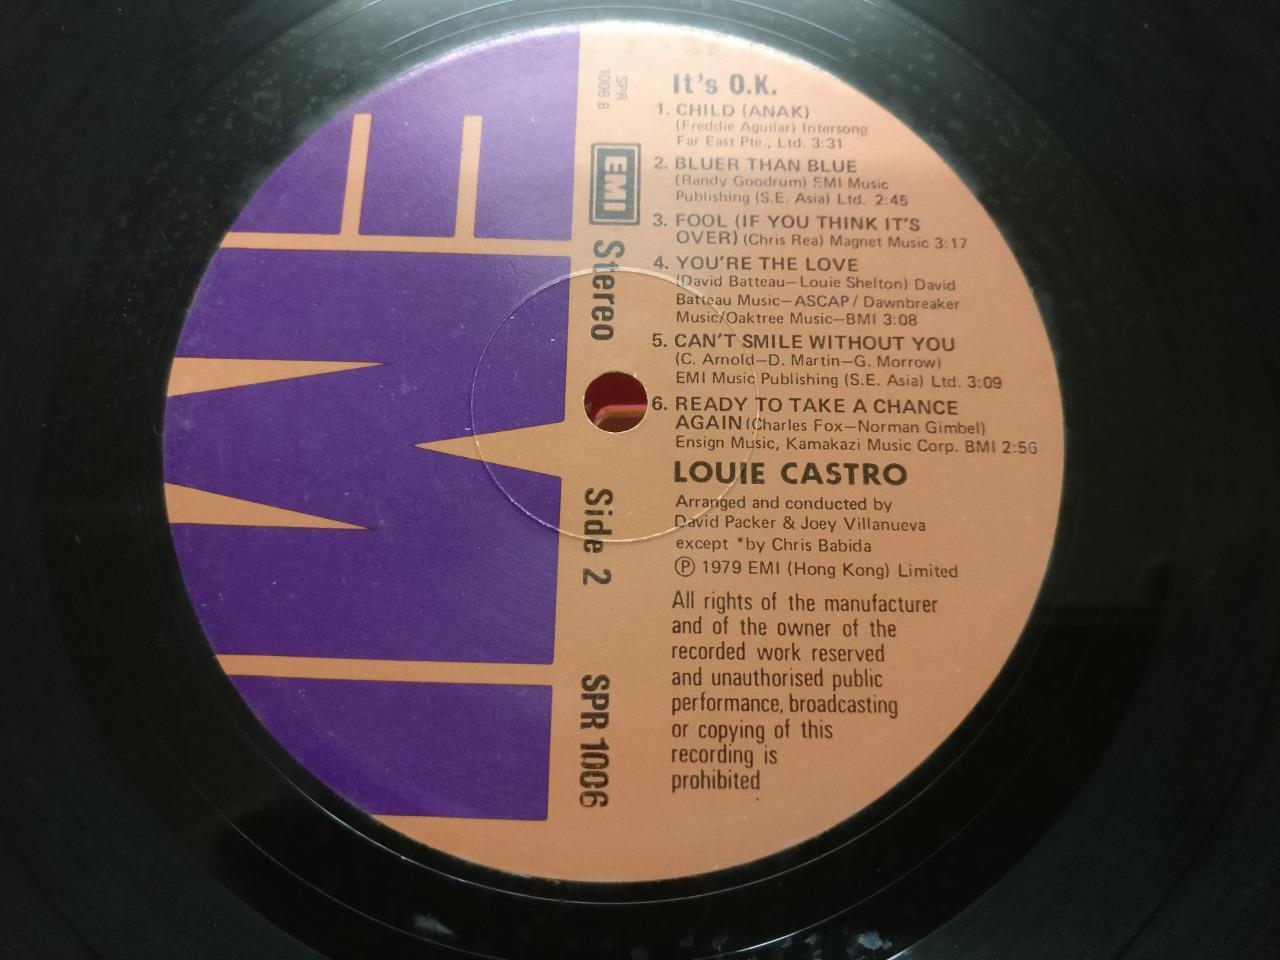 It's O.K.
1. CHILD (ANAK)
(Freddie Aguilar) Intersong
Far East Pte., Ltd. 3:31
2. BLUER THAN BLUE
(Randy Goodrum) EMI Music
Publishing (S.E. Asia) Ltd. 2:45
3. FOOL (IF YOU THINK IT'S
OVER) (Chris Rea) Magnet Music 3:17
4. YOU'RE THE LOVE
(David Batteau—Louie Shelton) David
Batteau Music—ASCAP / Dawnbreaker
Music/Oaktree Music—BMI 3:08
5. CAN'T SMILE WITHOUT YOU
(C. Arnold—D. Martin—G. Morrow)
EMI Music Publishing (S.E. Asia) Ltd. 3:09
6. READY TO TAKE A CHANCE
AGAIN (Charles Fox—Norman Gimbel)
Ensign Music, Kamakazi Music Corp. BMI 2:56
LOUIE CASTRO
Arranged and conducted by
David Packer & Joey Villanueva
except *by Chris Babida
Ⓟ 1979 EMI (Hong Kong) Limited
All rights of the manufacturer
and of the owner of the
recorded work reserved
and unauthorised public
performance, broadcasting
or copying of this
recording is
prohibited
SPR
1006 B
EMI
Stereo
Side 2
SPR 1006
EMI